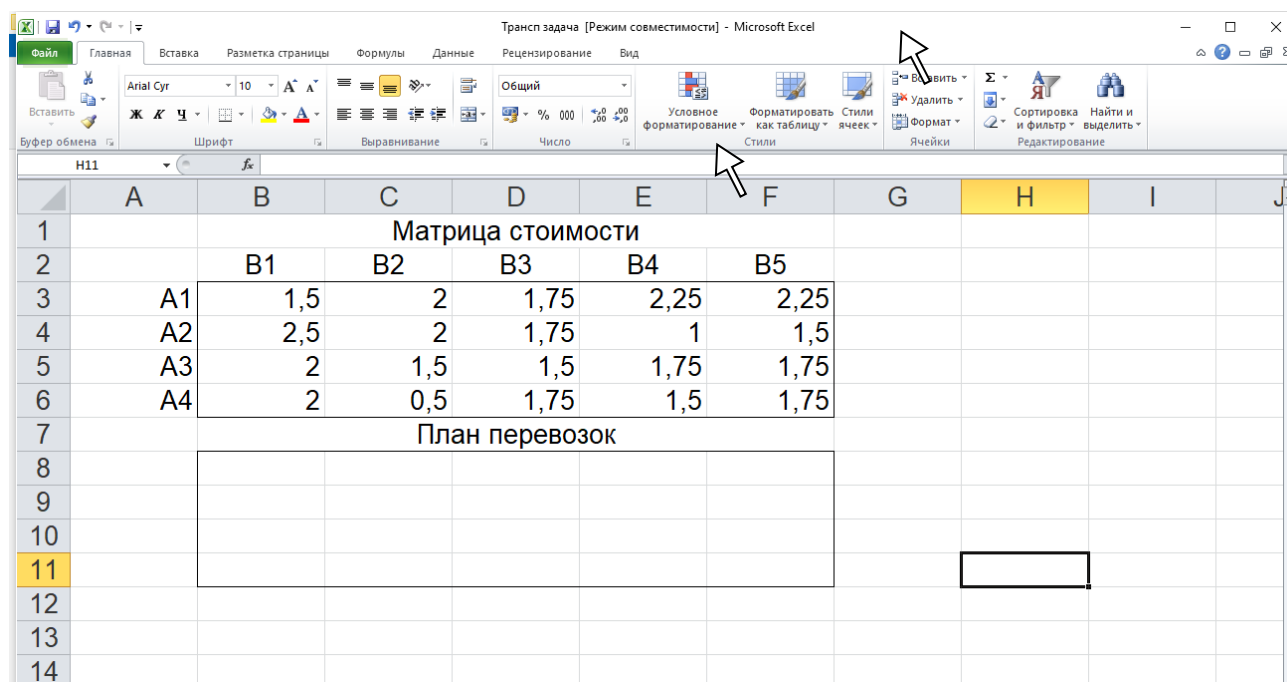 Трансп задача [Режим совместимости] - Microsoft Excel
Файл Главная Вставка Разметка страницы Формулы Данные Рецензирование Вид
Вставить
Arial Cyr 10
Ж К Ч
Общий
% 000
Условное форматирование
Форматировать как таблицу
Стили ячеек
Вставить
Удалить
Формат
Σ
Сортировка и фильтр
Найти и выделить
Буфер обмена Шрифт Выравнивание Число Стили Ячейки Редактирование
H11 fx
A B C D E F G H I J
1 Матрица стоимости
2 B1 B2 B3 B4 B5
3 A1 1,5 2 1,75 2,25 2,25
4 A2 2,5 2 1,75 1 1,5
5 A3 2 1,5 1,5 1,75 1,75
6 A4 2 0,5 1,75 1,5 1,75
7 План перевозок
8
9
10
11
12
13
14